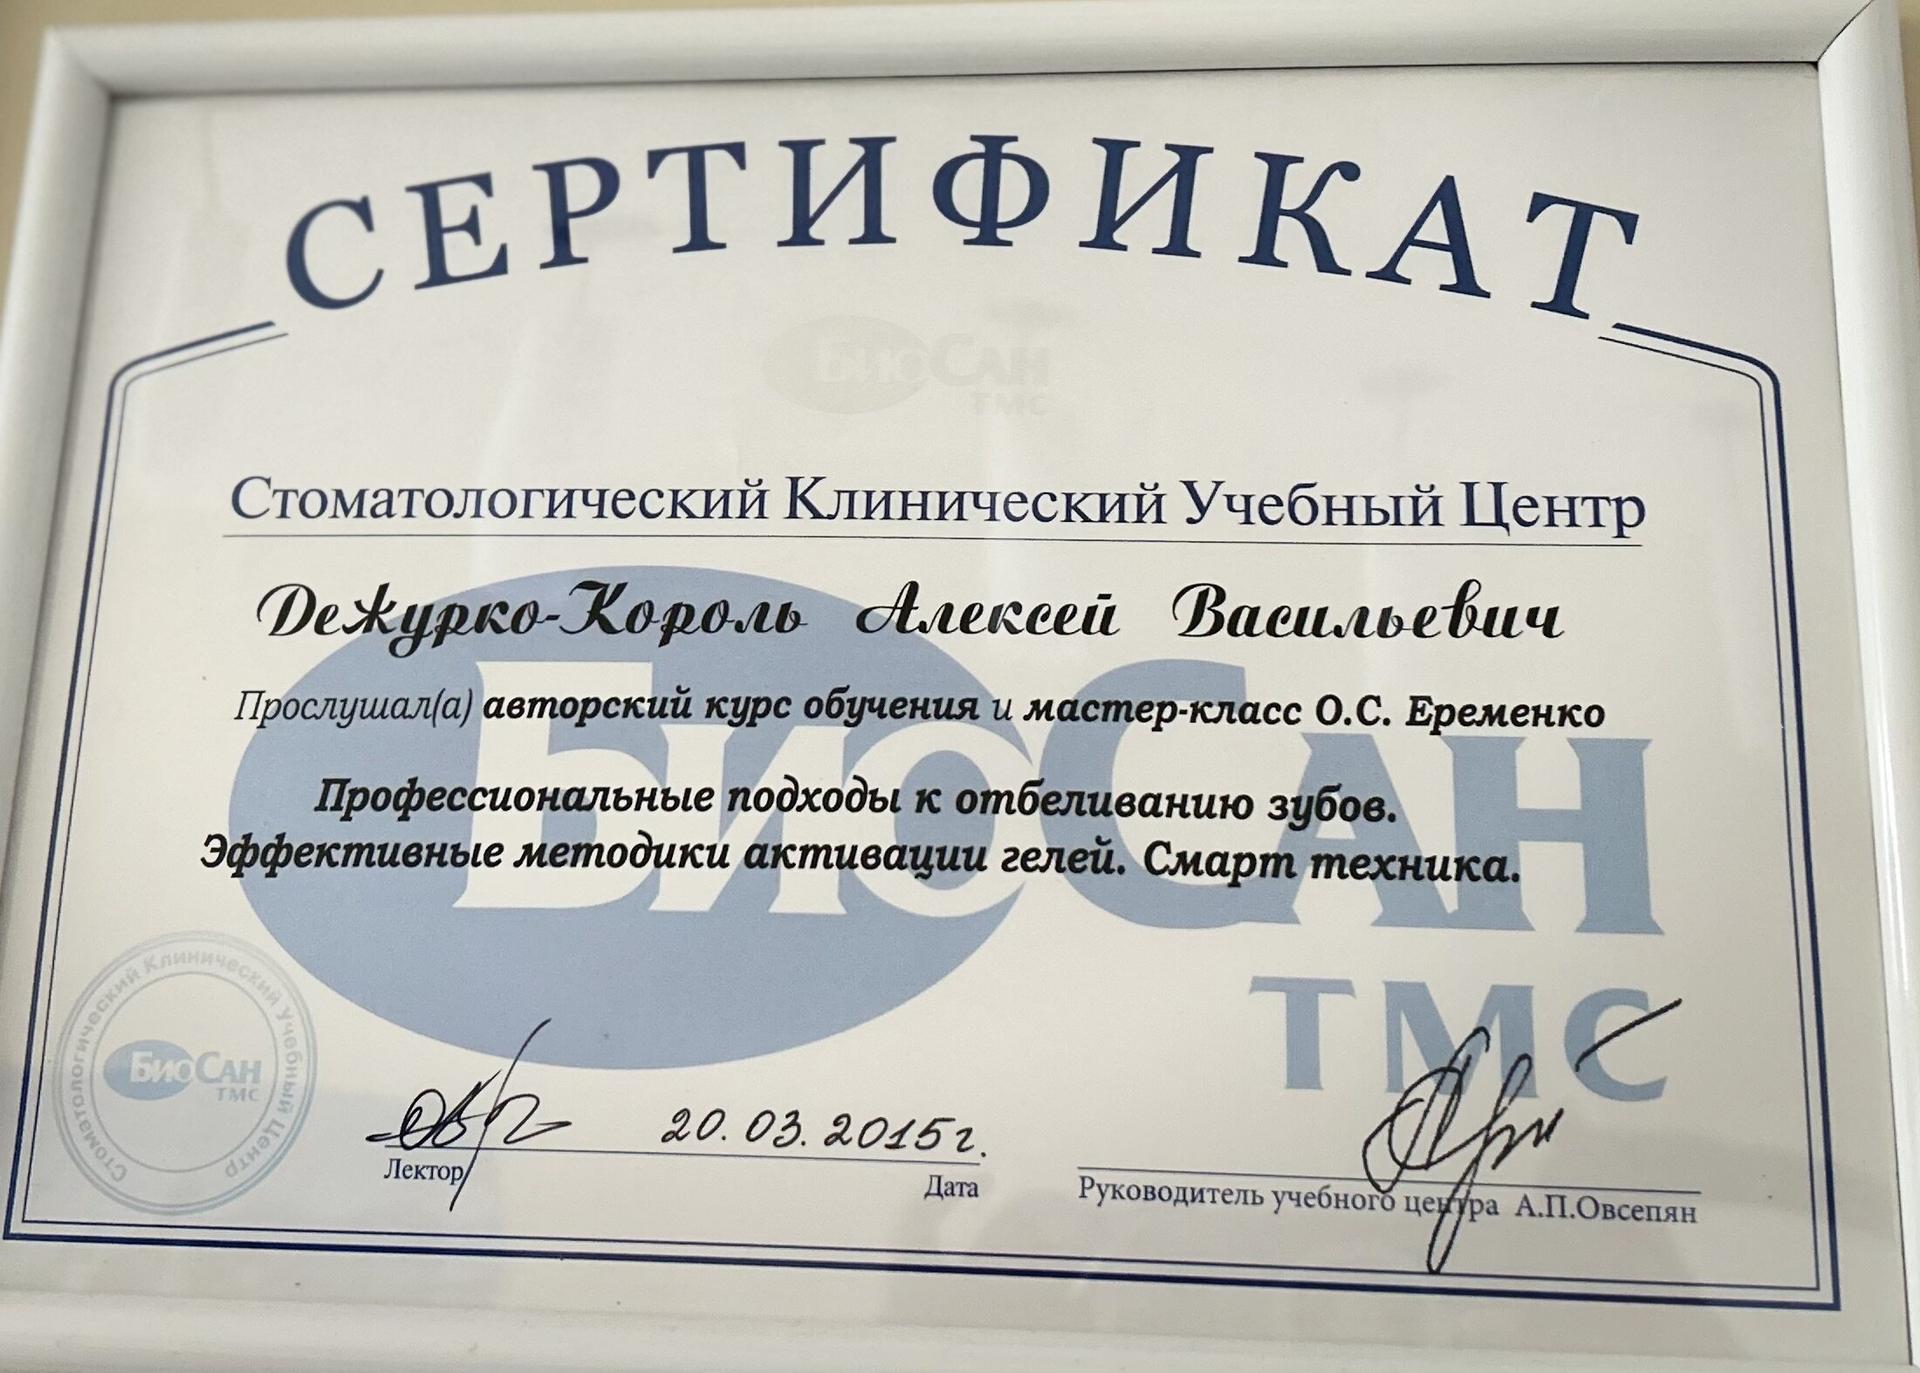 СЕРТИФИКАТ
БиоСАН
ТМС
Стоматологический Клинический Учебный Центр
Дежурко-Король Алексей Васильевич
Прослушал(а) авторский курс обучения и мастер-класс О.С. Еременко
Профессиональные подходы к отбеливанию зубов.
Эффективные методики активации гелей. Смарт техника.
БиоСАН
ТМС
Стоматологический Клинический Учебный Центр
БиоСАН
ТМС
20.03.2015г.
Лектор
Дата
Руководитель учебного центра А.П.Овсепян